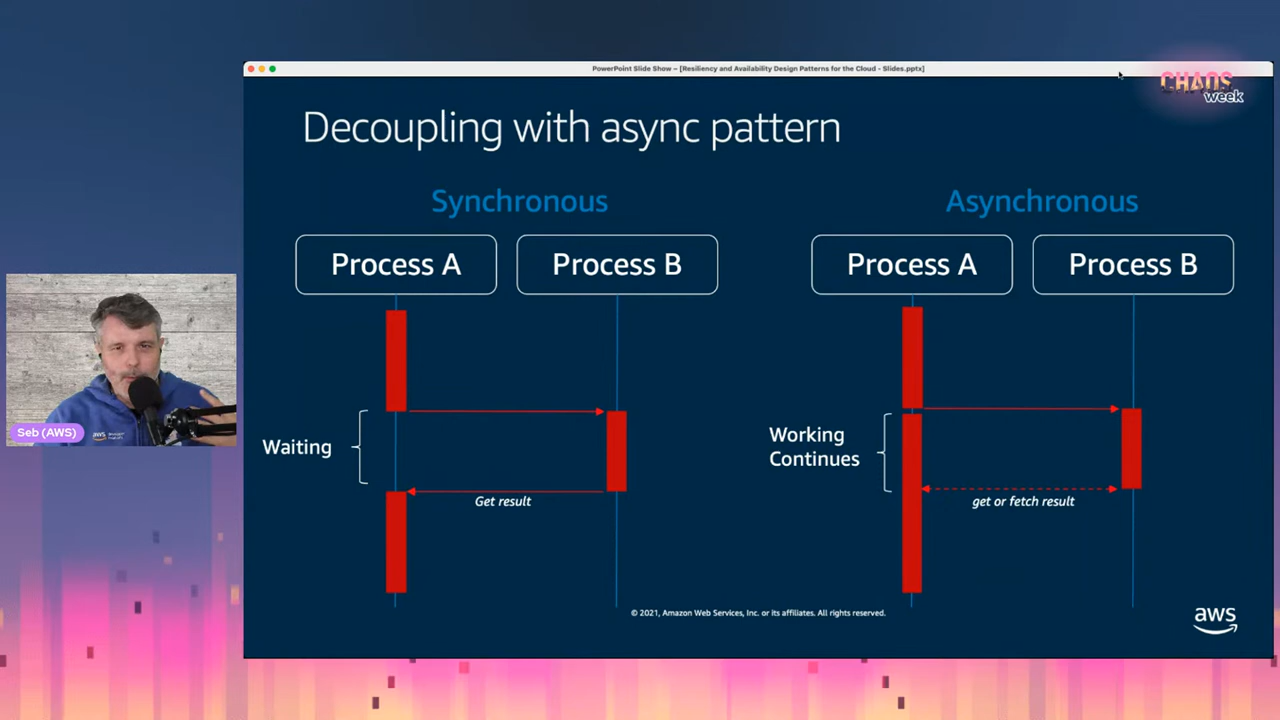 PowerPoint Slide Show – [Resiliency and Availability Design Patterns for the Cloud - Slides.pptx]
CHAOS
week
Decoupling with async pattern
Synchronous
Asynchronous
Process A
Process B
Process A
Process B
Waiting
Get result
Working
Continues
get or fetch result
Seb (AWS)
aws
© 2021, Amazon Web Services, Inc. or its affiliates. All rights reserved.
aws